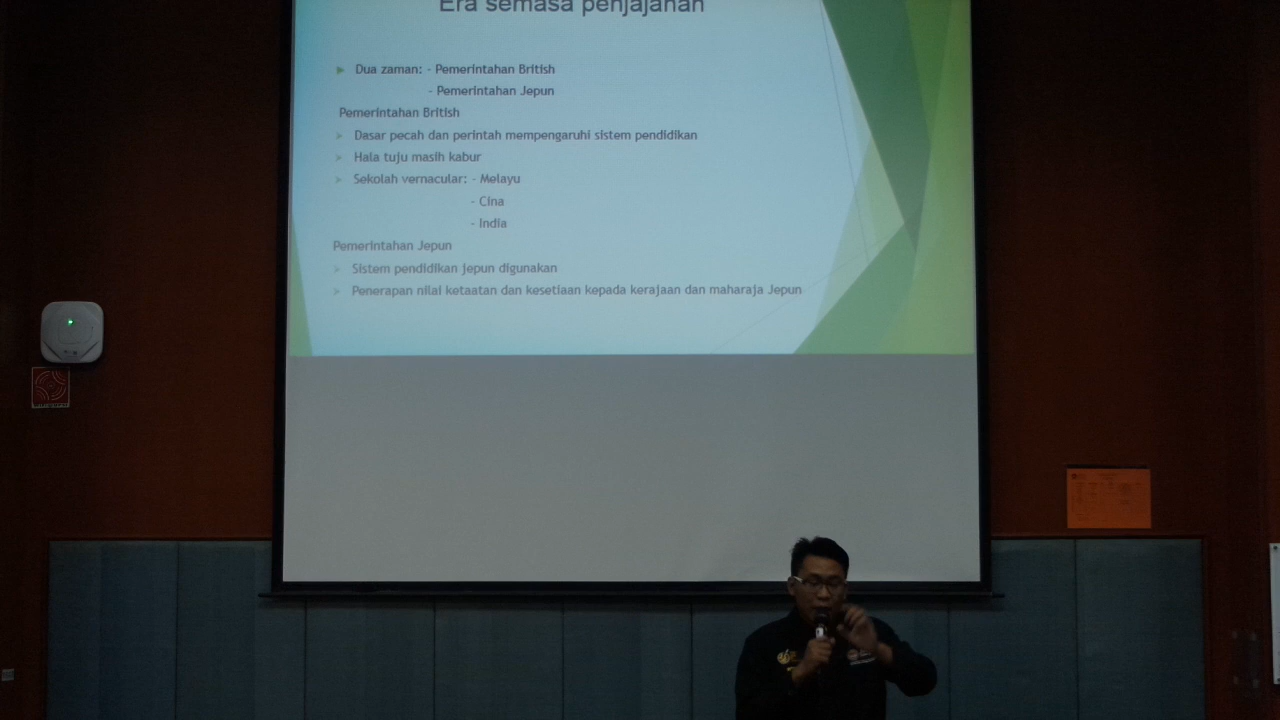 Era semasa penjajahan
Dua zaman: - Pemerintahan British
- Pemerintahan Jepun
Pemerintahan British
Dasar pecah dan perintah mempengaruhi sistem pendidikan
Hala tuju masih kabur
Sekolah vernacular: - Melayu
- Cina
- India
Pemerintahan Jepun
Sistem pendidikan jepun digunakan
Penerapan nilai ketaatan dan kesetiaan kepada kerajaan dan maharaja Jepun